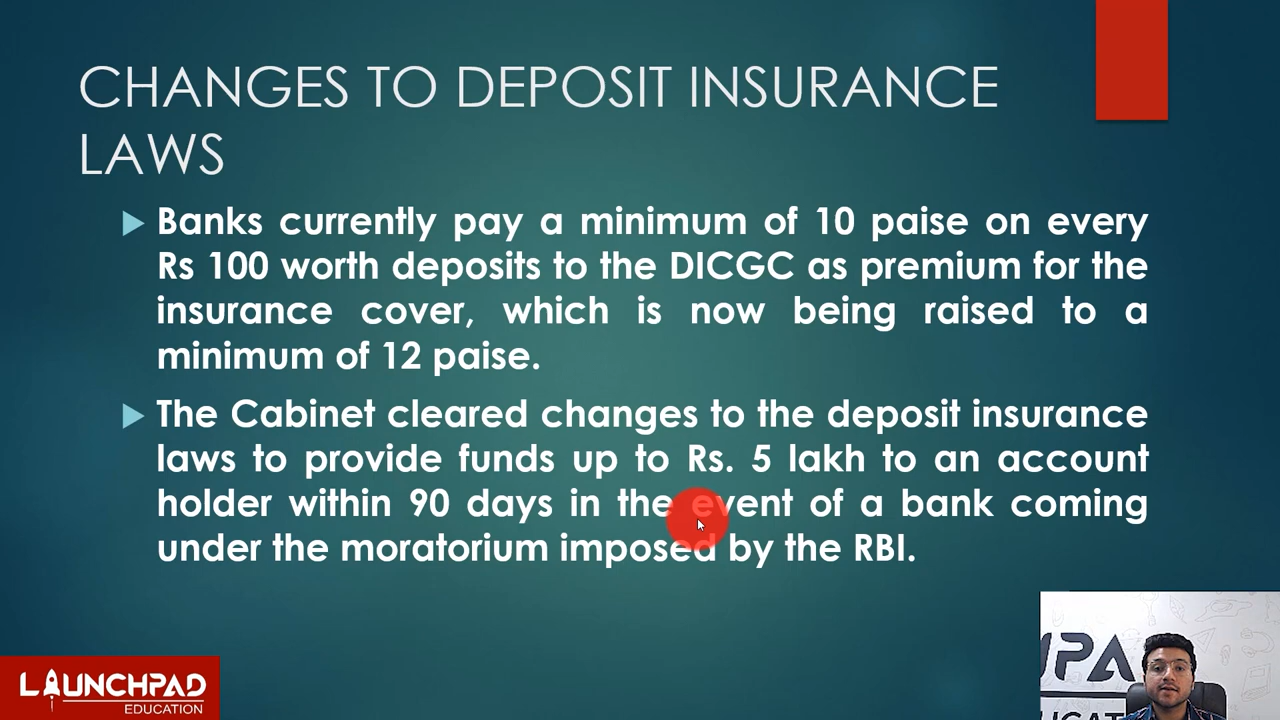 CHANGES TO DEPOSIT INSURANCE
LAWS
Banks currently pay a minimum of 10 paise on every
Rs 100 worth deposits to the DICGC as premium for the
insurance cover, which is now being raised to a
minimum of 12 paise.
The Cabinet cleared changes to the deposit insurance
laws to provide funds up to Rs. 5 lakh to an account
holder within 90 days in the event of a bank coming
under the moratorium imposed by the RBI.
LAUNCHPAD
EDUCATION